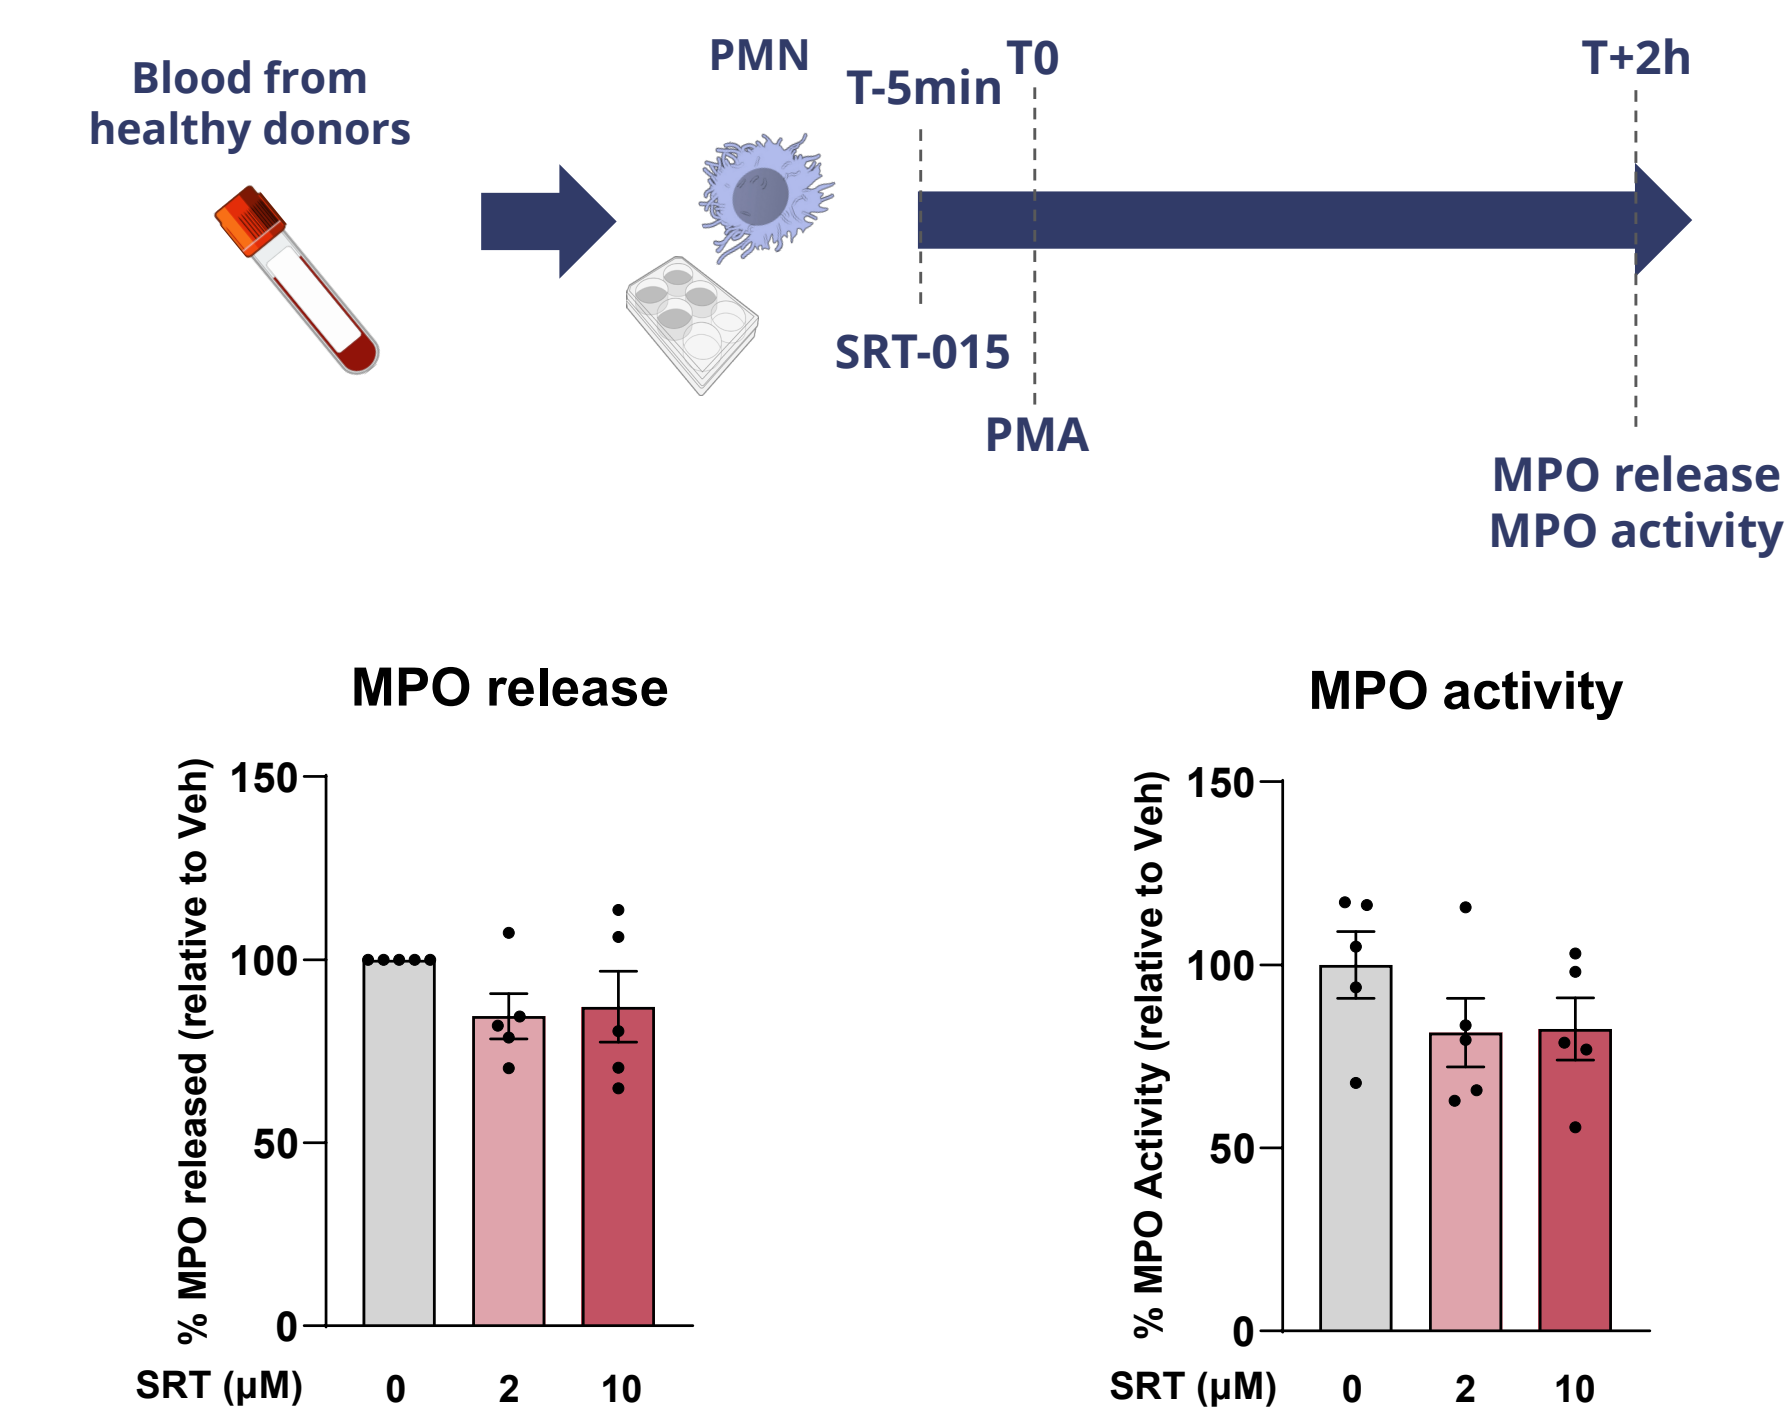 Blood from
healthy donors
PMN
T-5min
T0
T+2h
SRT-015
PMA
MPO release
MPO activity
MPO release
% MPO released (relative to Veh)
150
100
50
0
SRT (µM)
0
2
10
MPO activity
% MPO Activity (relative to Veh)
150
100
50
0
SRT (µM)
0
2
10